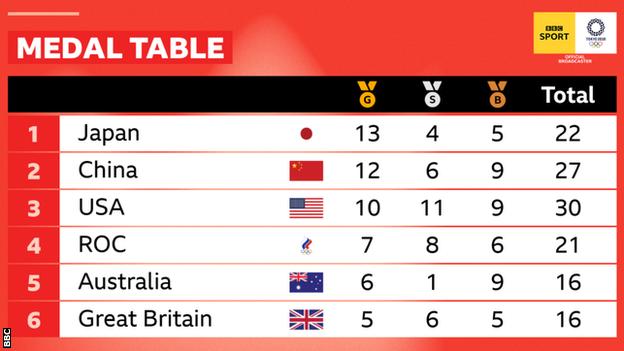 BBC
SPORT
TOKYO 2020
OFFICIAL
BROADCASTER
MEDAL TABLE
G S B Total
1 Japan 13 4 5 22
2 China 12 6 9 27
3 USA 10 11 9 30
4 ROC 7 8 6 21
5 Australia 6 1 9 16
6 Great Britain 5 6 5 16
BBC